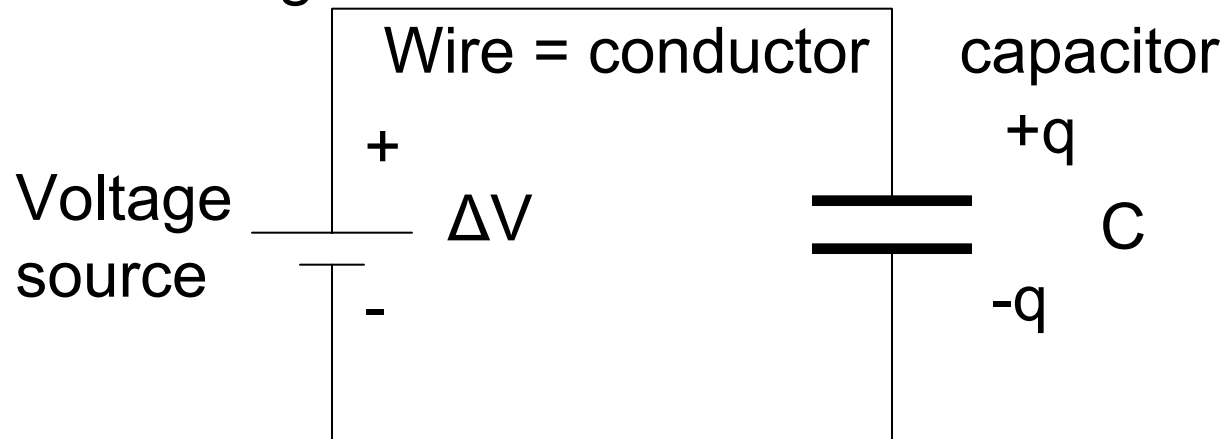 Wire = conductor
capacitor
+
+q
Voltage
source
ΔV
C
-
-q